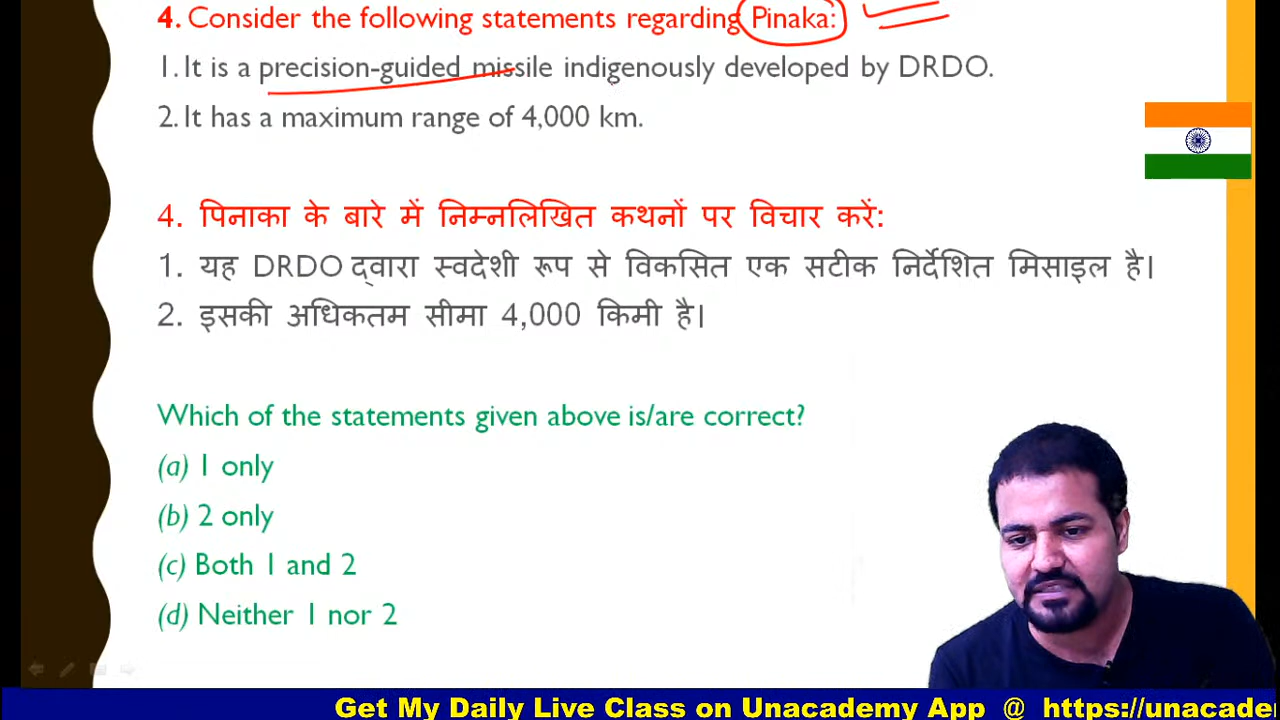 4. Consider the following statements regarding Pinaka:
1. It is a precision-guided missile indigenously developed by DRDO.
2. It has a maximum range of 4,000 km.
4. पिनाका के बारे में निम्नलिखित कथनों पर विचार करें:
1. यह DRDO द्वारा स्वदेशी रूप से विकसित एक सटीक निर्देशित मिसाइल है।
2. इसकी अधिकतम सीमा 4,000 किमी है।
Which of the statements given above is/are correct?
(a) 1 only
(b) 2 only
(c) Both 1 and 2
(d) Neither 1 nor 2
Get My Daily Live Class on Unacademy App @ https://unacade